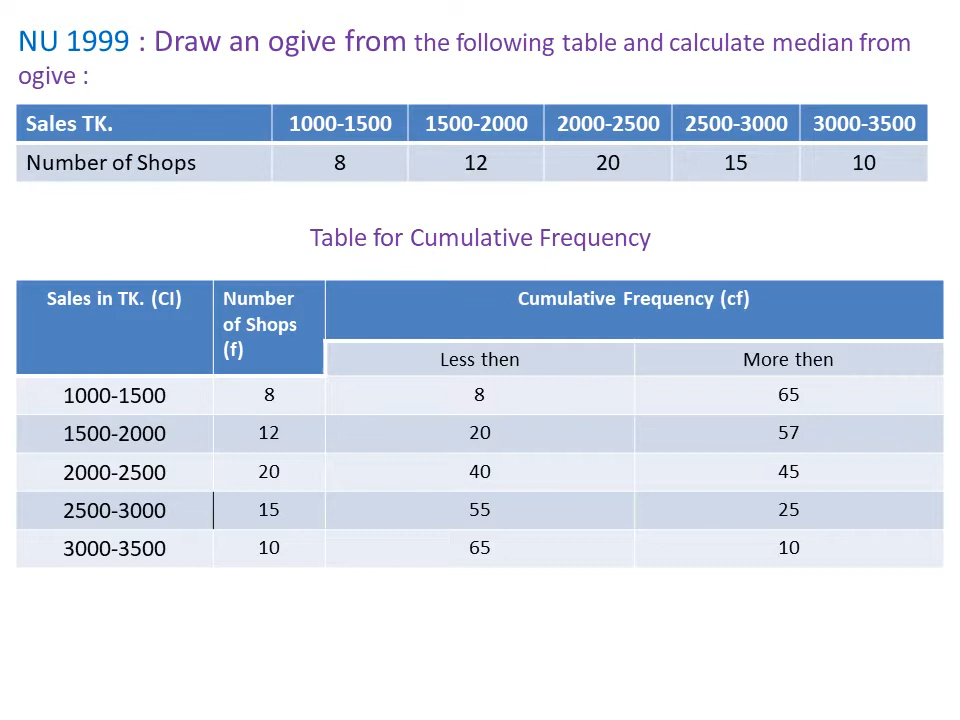 NU 1999 : Draw an ogive from the following table and calculate median from
ogive :
Sales TK. 1000-1500 1500-2000 2000-2500 2500-3000 3000-3500
Number of Shops 8 12 20 15 10
Table for Cumulative Frequency
Sales in TK. (CI) Number of Shops (f) Cumulative Frequency (cf)
Less then More then
1000-1500 8 8 65
1500-2000 12 20 57
2000-2500 20 40 45
2500-3000 15 55 25
3000-3500 10 65 10